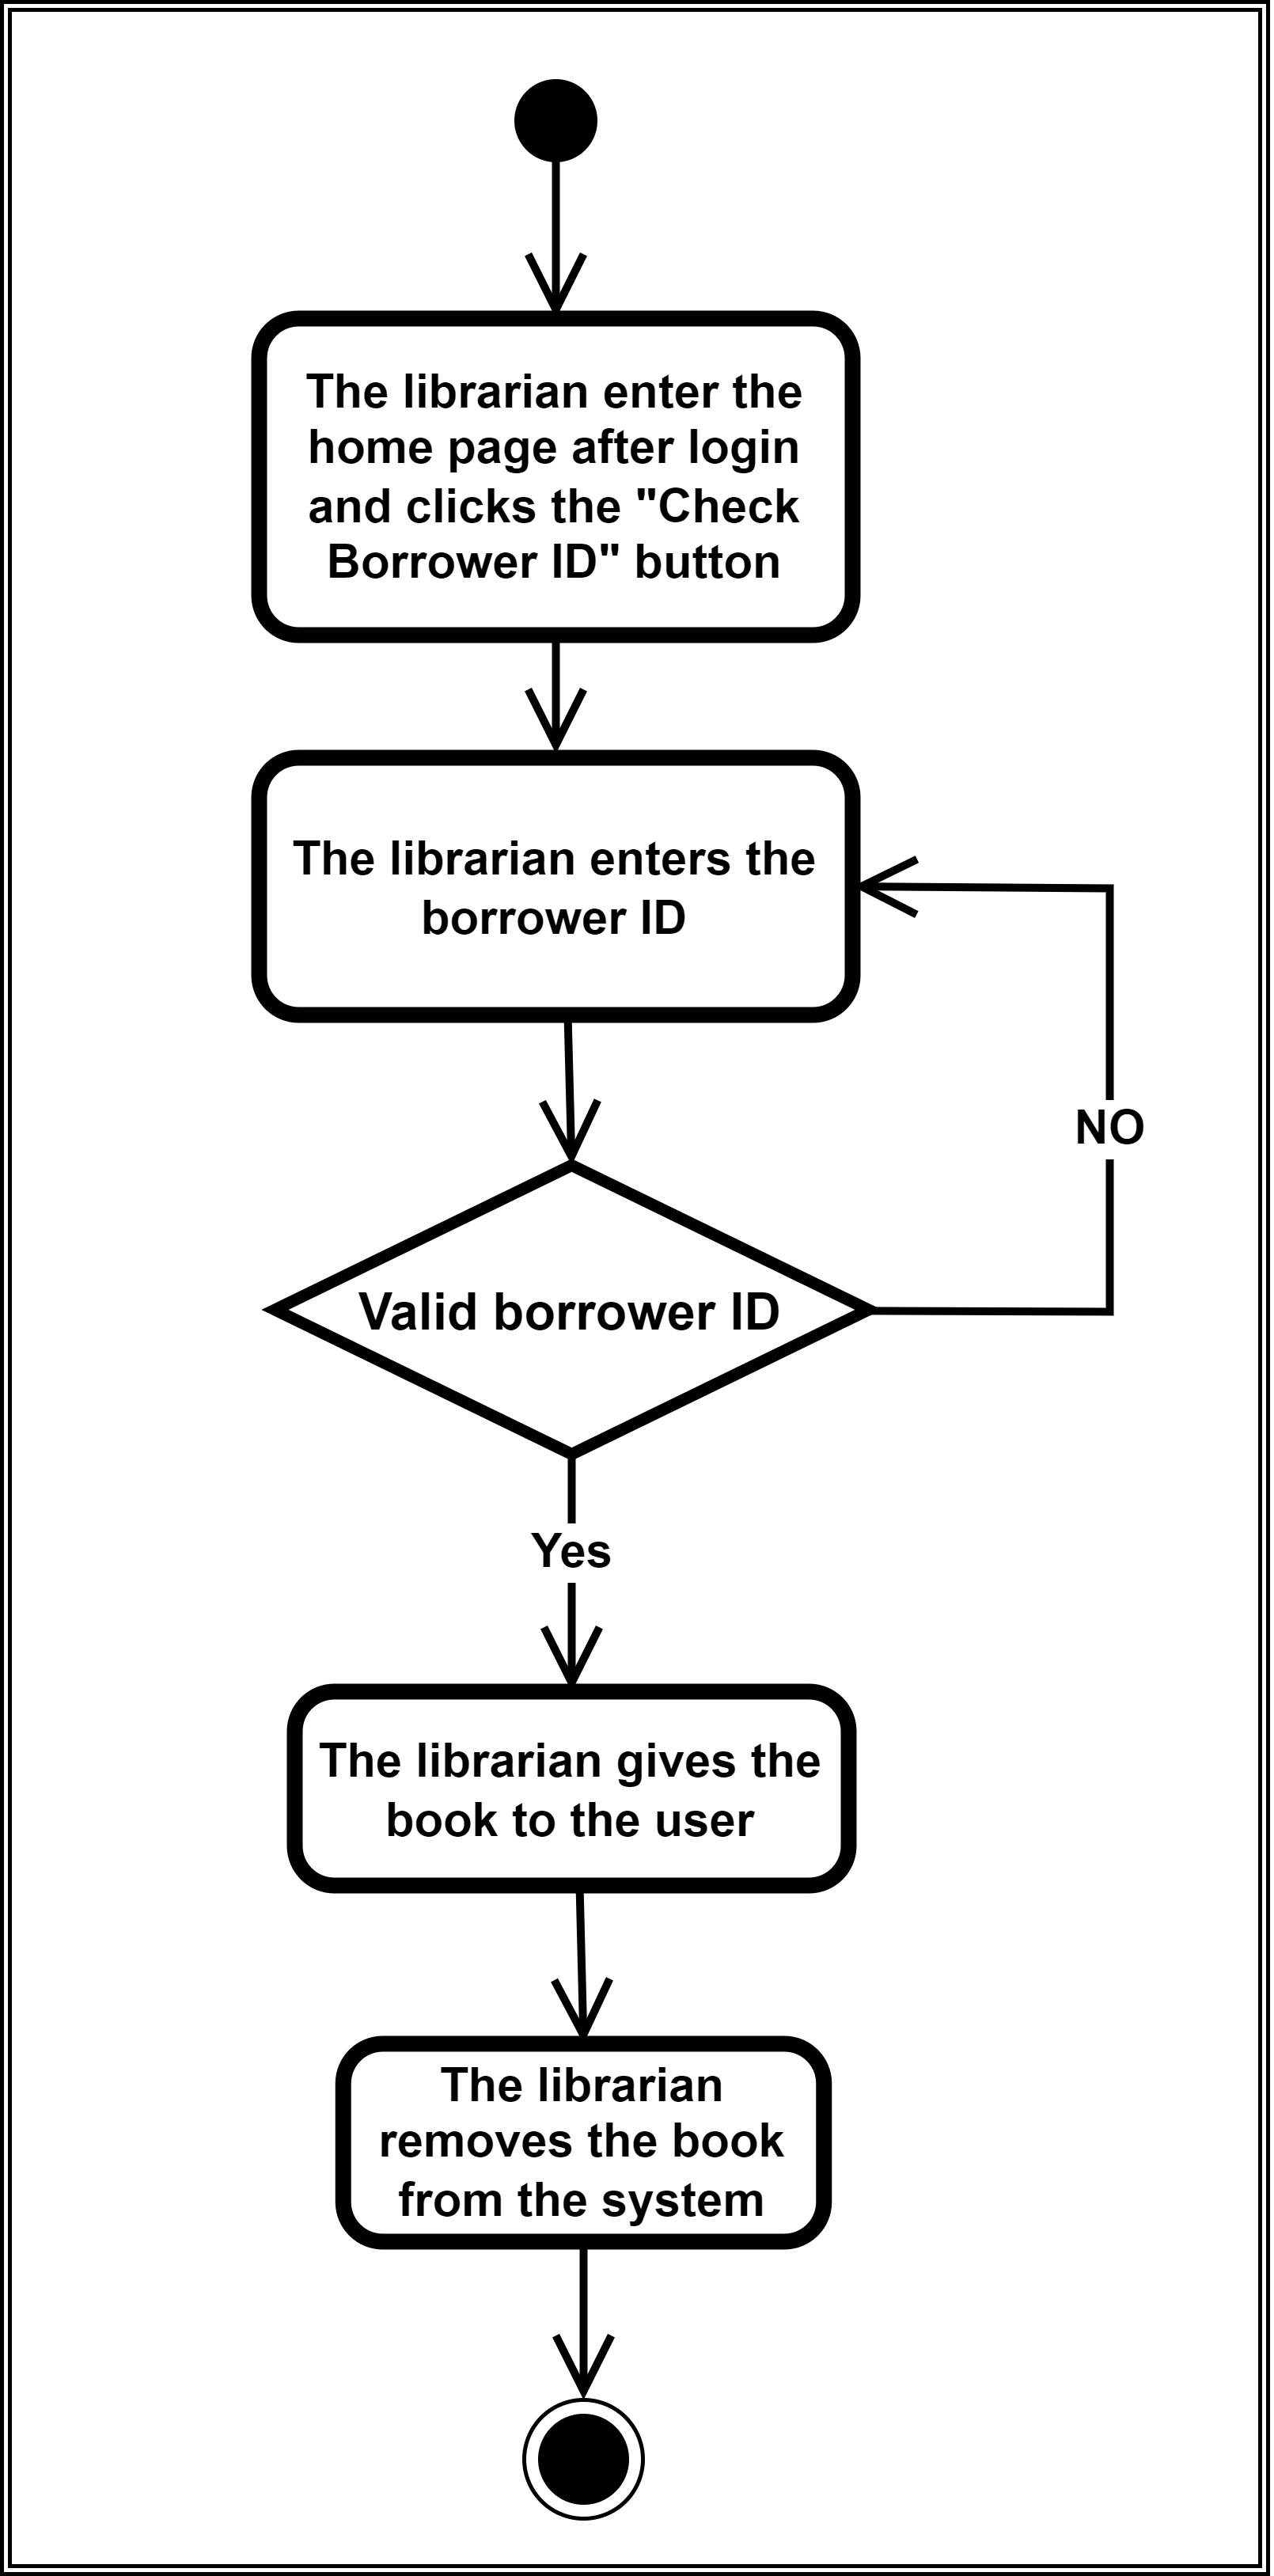 The librarian enter the
home page after login
and clicks the "Check
Borrower ID" button
The librarian enters the
borrower ID
NO
Valid borrower ID
Yes
The librarian gives the
book to the user
The librarian
removes the book
from the system